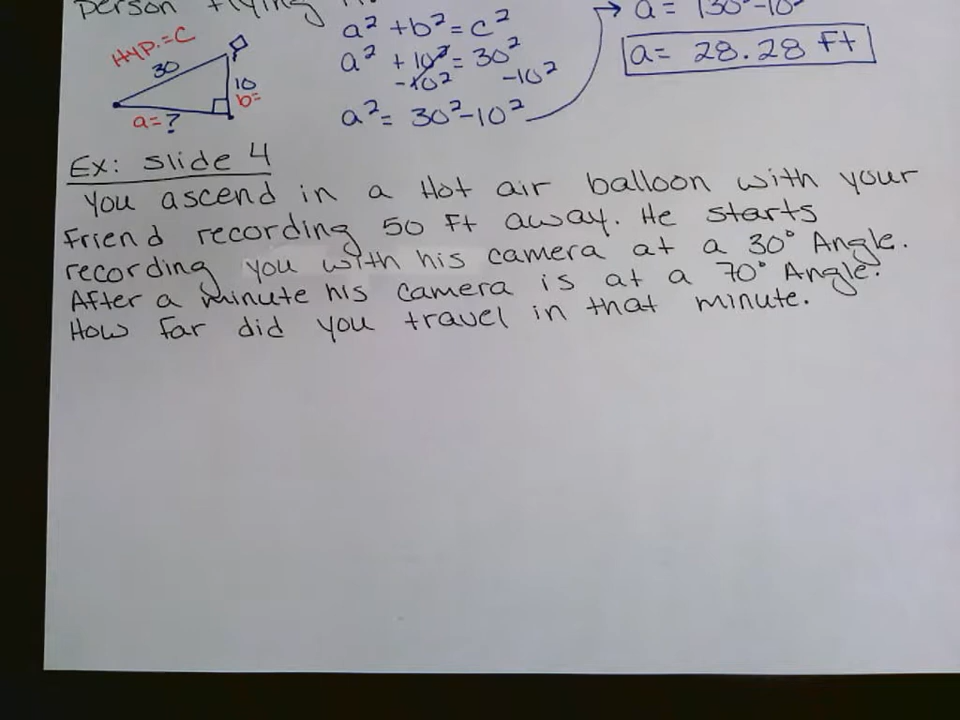 person flying
a² + b² = c²
a = √30²-10²
Hyp.=C
30
10
b=
a=?
a² + 10² = 30²
-10² -10²
a² = 30²-10²
a= 28.28 ft
Ex: slide 4
You ascend in a Hot air balloon with your
friend recording 50 ft away. He starts
recording you with his camera at a 30° Angle.
After a minute his camera is at a 70° Angle.
How far did you travel in that minute.